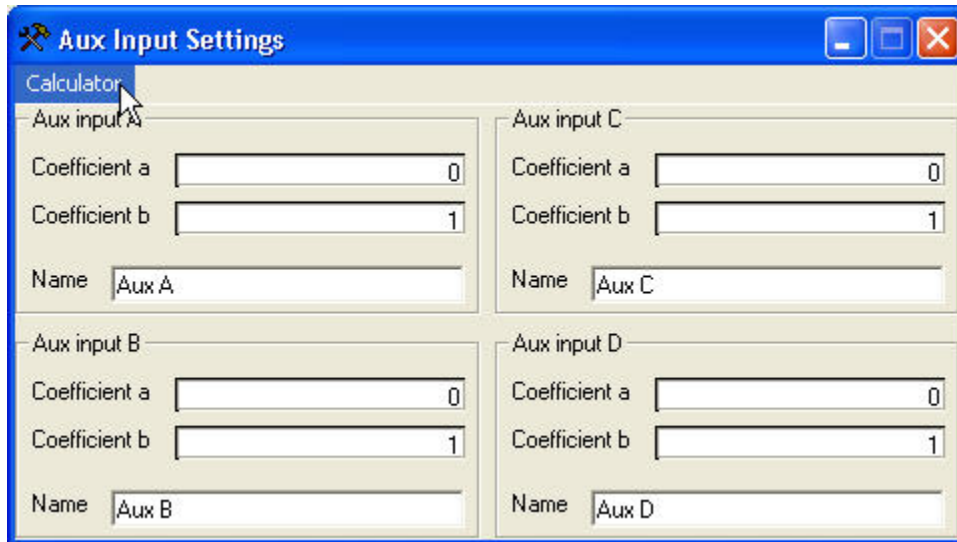 Aux Input Settings
Calculator
Aux input A
Coefficient a 0
Coefficient b 1
Name Aux A
Aux input C
Coefficient a 0
Coefficient b 1
Name Aux C
Aux input B
Coefficient a 0
Coefficient b 1
Name Aux B
Aux input D
Coefficient a 0
Coefficient b 1
Name Aux D